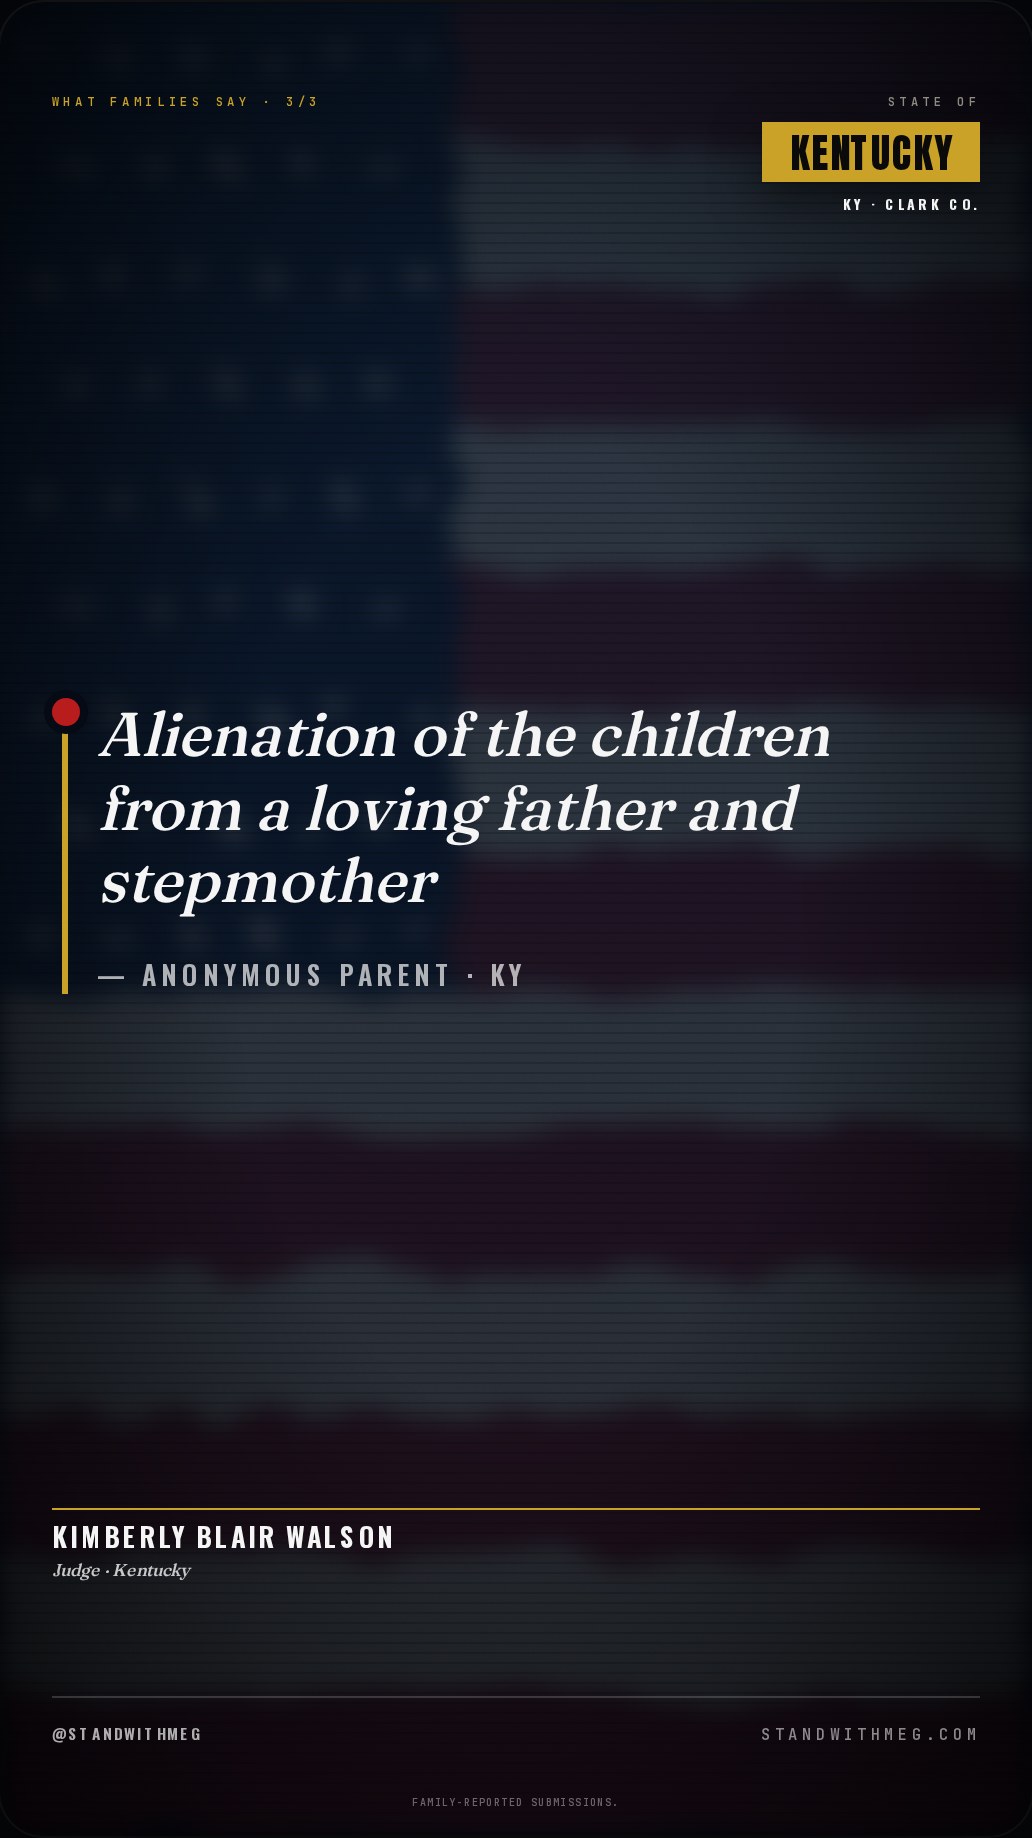 WHAT FAMILIES SAY · 3/3
STATE OF
KENTUCKY
KY · CLARK CO.
Alienation of the children
from a loving father and
stepmother
— ANONYMOUS PARENT · KY
KIMBERLY BLAIR WALSON
Judge · Kentucky
@STANDWITHMEG
STANDWITHMEG.COM
FAMILY-REPORTED SUBMISSIONS.